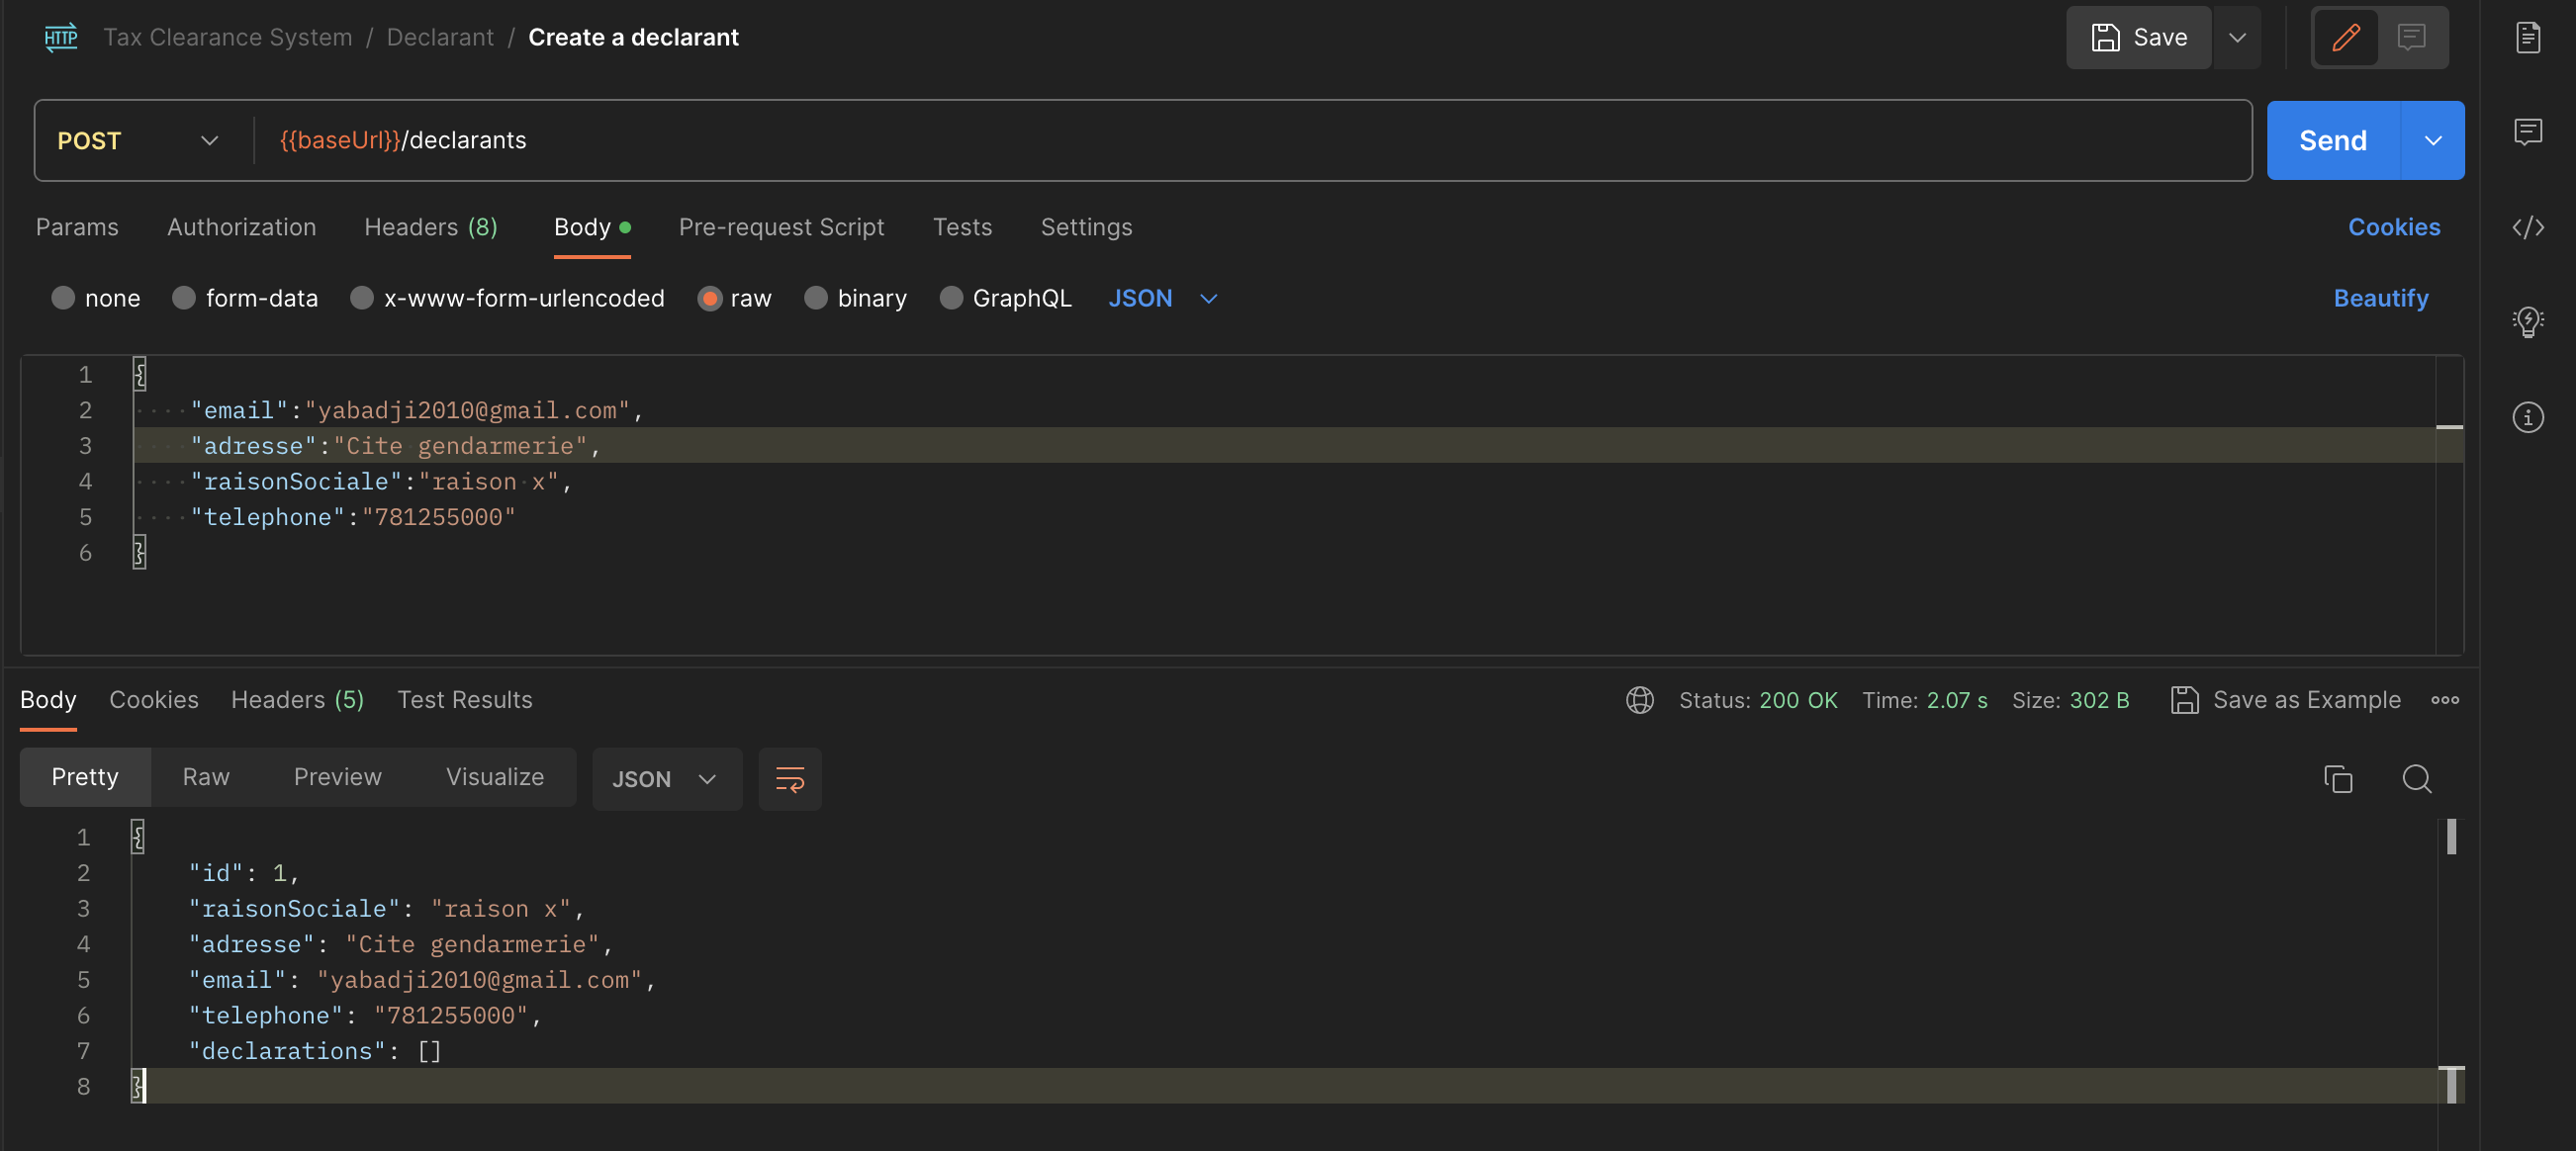 HTTP Tax Clearance System / Declarant / Create a declarant Save
POST {{baseUrl}}/declarants Send
Params Authorization Headers (8) Body Pre-request Script Tests Settings Cookies
none form-data x-www-form-urlencoded raw binary GraphQL JSON Beautify
1 {
2 "email":"yabadji2010@gmail.com",
3 "adresse":"Cite gendarmerie",
4 "raisonSociale":"raison x",
5 "telephone":"781255000"
6 }
Body Cookies Headers (5) Test Results Status: 200 OK Time: 2.07 s Size: 302 B Save as Example
Pretty Raw Preview Visualize JSON
1 {
2 "id": 1,
3 "raisonSociale": "raison x",
4 "adresse": "Cite gendarmerie",
5 "email": "yabadji2010@gmail.com",
6 "telephone": "781255000",
7 "declarations": []
8 }